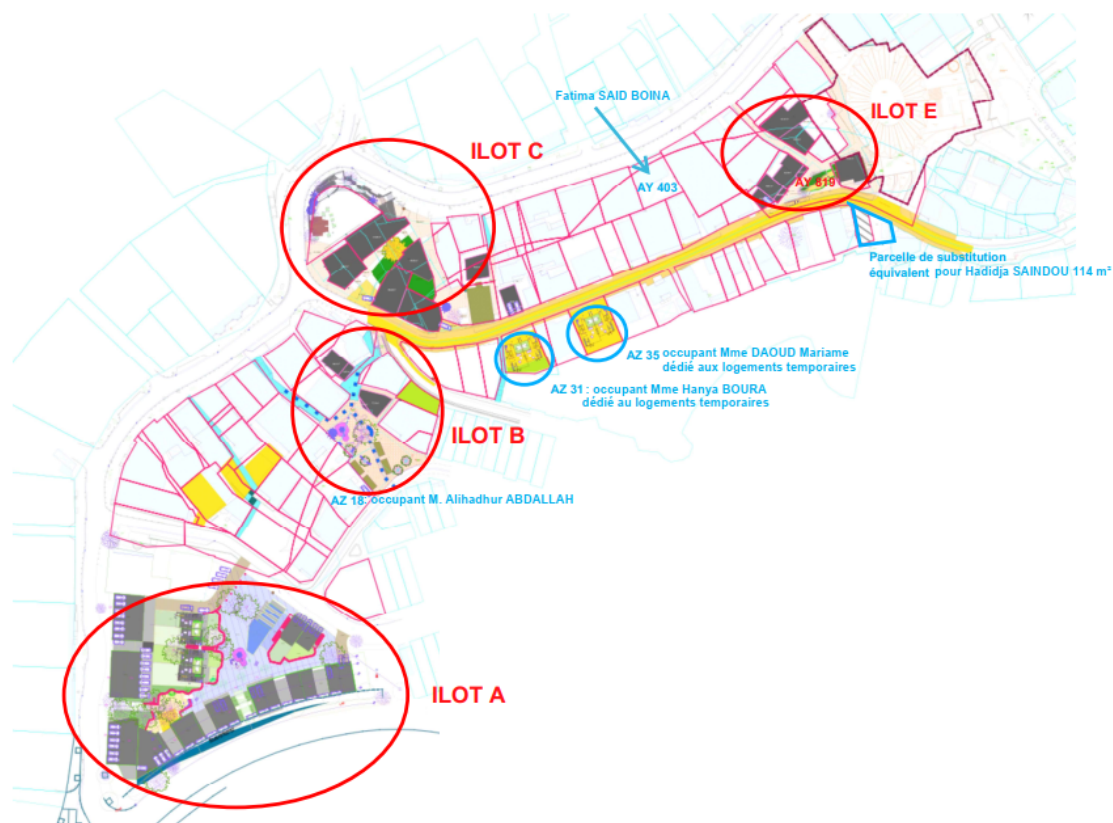 Fatima SAID BOINA
ILOT E
ILOT C
AY 403
AY 819
Parcelle de substitution
équivalent pour Hadidja SAINDOU 114 m²
AZ 35 occupant Mme DAOUD Mariame
dédié aux logements temporaires
AZ 31 : occupant Mme Hanya BOURA
dédié au logements temporaires
ILOT B
AZ 18: occupant M. Alihadhur ABDALLAH
ILOT A